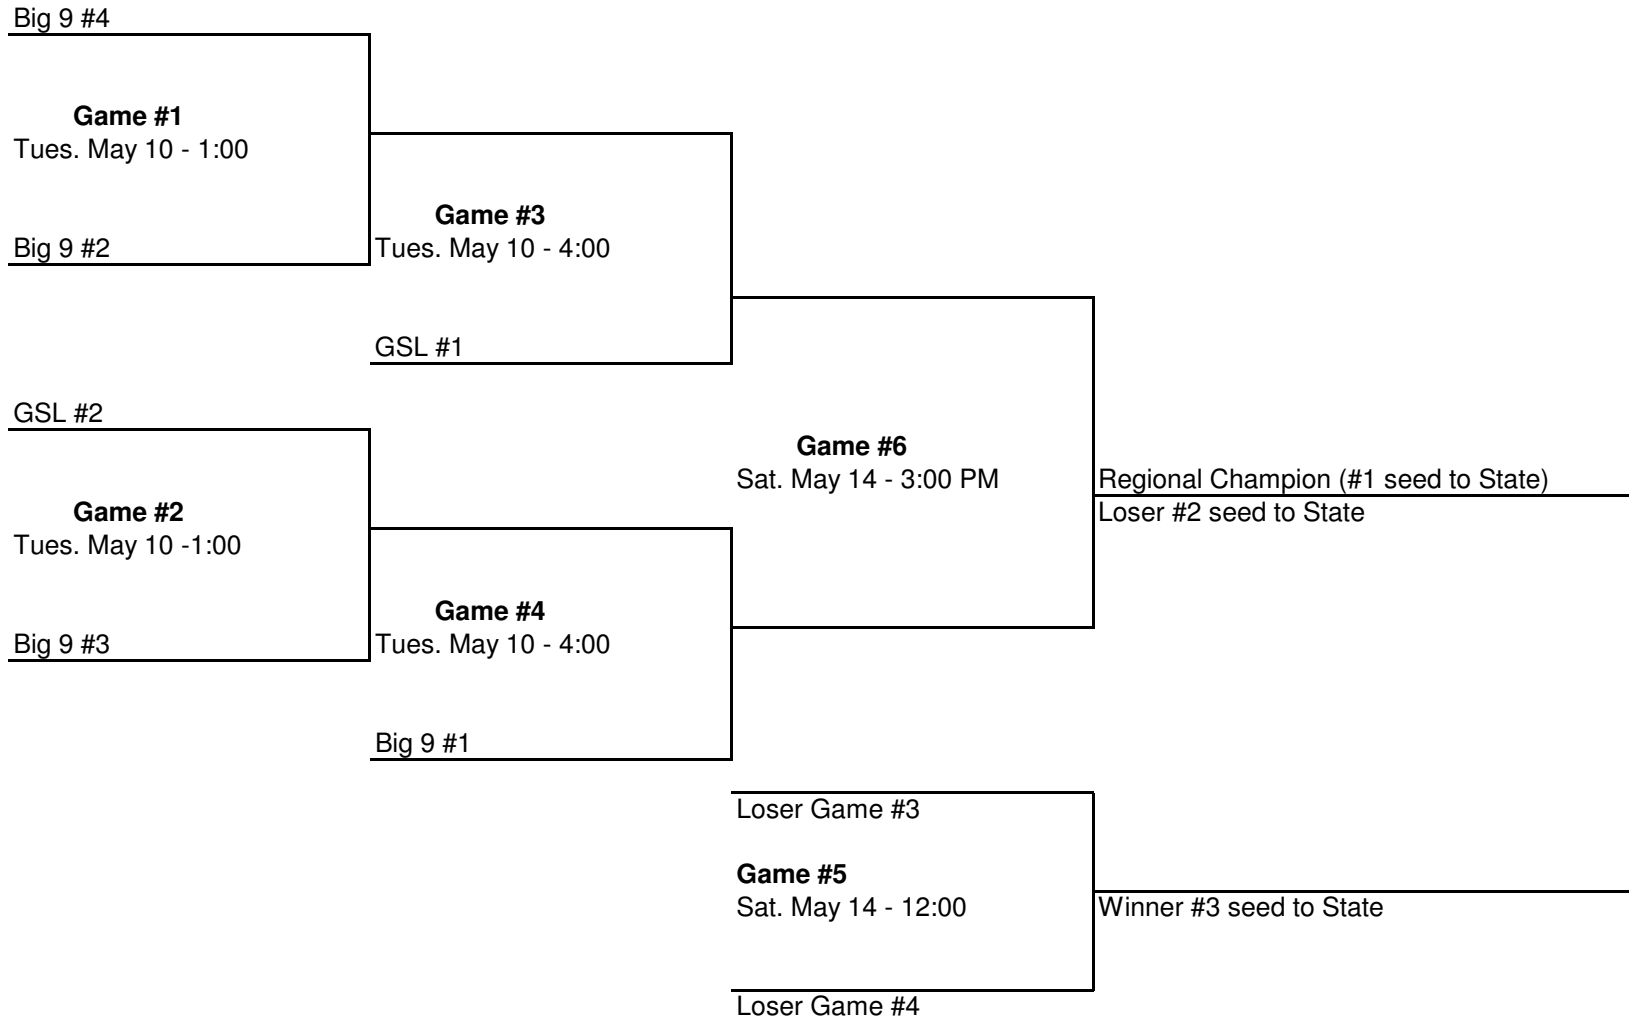 Big 9 #4
Game #1
Tues. May 10 - 1:00
Big 9 #2
Game #3
Tues. May 10 - 4:00
GSL #1
GSL #2
Game #2
Tues. May 10 -1:00
Big 9 #3
Game #4
Tues. May 10 - 4:00
Big 9 #1
Game #6
Sat. May 14 - 3:00 PM
Regional Champion (#1 seed to State)
Loser #2 seed to State
Loser Game #3
Game #5
Sat. May 14 - 12:00
Winner #3 seed to State
Loser Game #4